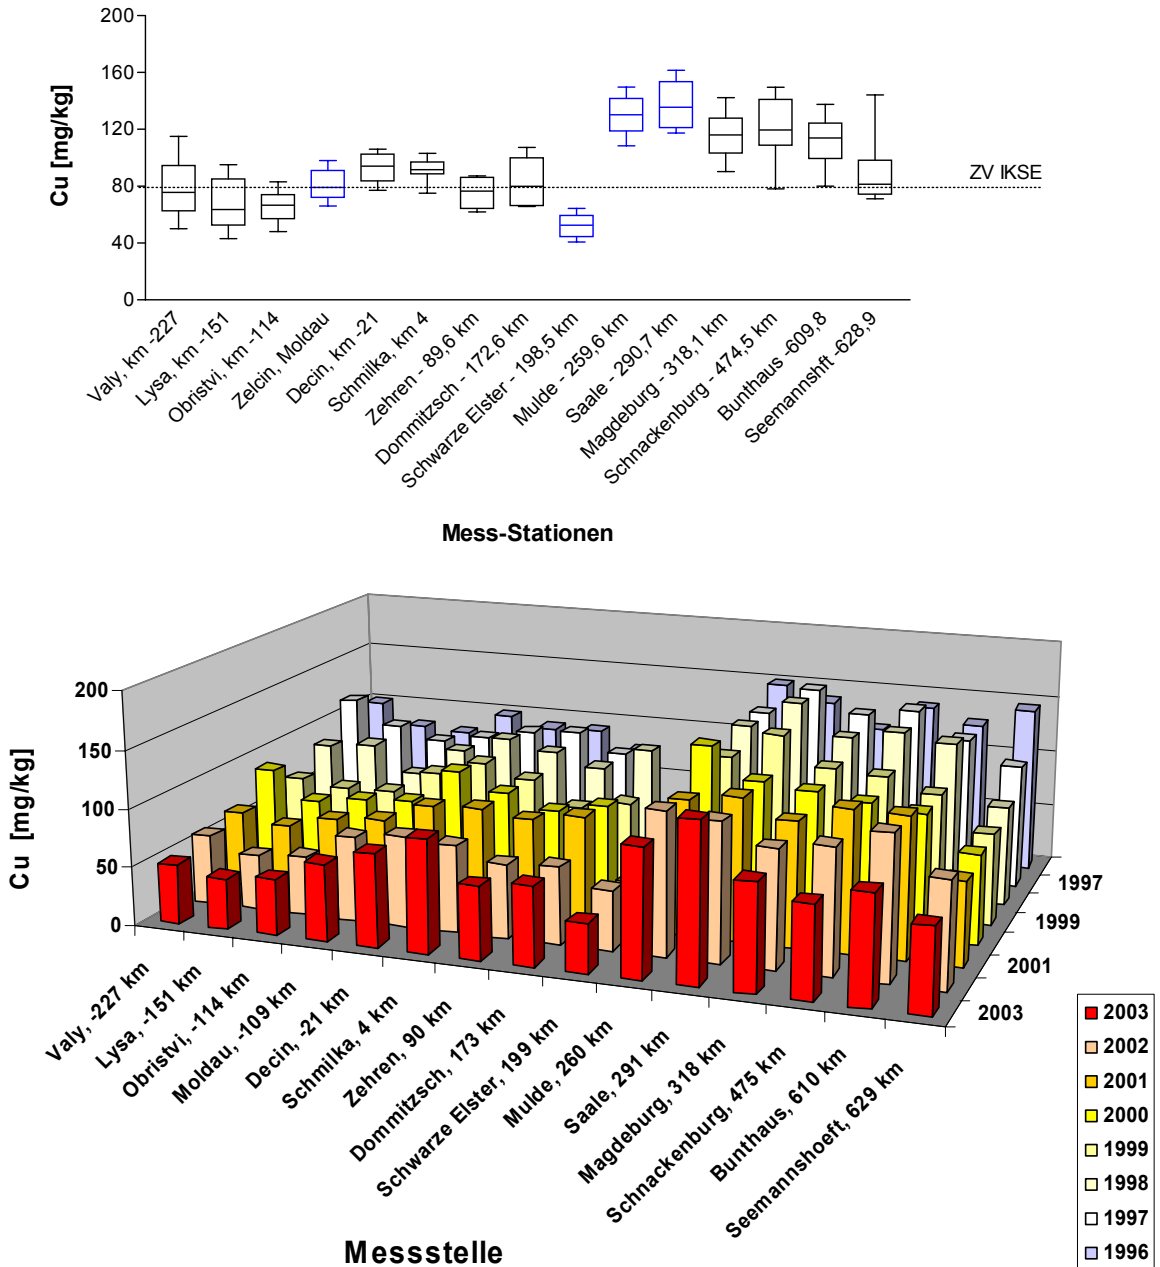 200
160
120
80
40
0
Cu [mg/kg]
ZV IKSE
Valy, km -227
Lysa, km -151
Obristvi, km -114
Zelcin, Moldau
Decin, km -21
Schmilka, km 4
Zehren - 89,6 km
Dommitzsch - 172,6 km
Schwarze Elster - 198,5 km
Mulde - 259,6 km
Saale - 290,7 km
Magdeburg - 318,1 km
Schnackenburg - 474,5 km
Bunthaus -609,8
Seemannshft -628,9
Mess-Stationen
200
150
100
50
0
Cu [mg/kg]
1997
1999
2001
2003
Valy, -227 km
Lysa, -151 km
Obristvi, -114 km
Moldau, -109 km
Decin, -21 km
Schmilka, 4 km
Zehren, 90 km
Dommitzsch, 173 km
Schwarze Elster, 199 km
Mulde, 260 km
Saale, 291 km
Magdeburg, 318 km
Schnackenburg, 475 km
Bunthaus, 610 km
Seemannshoeft, 629 km
Messstelle
2003
2002
2001
2000
1999
1998
1997
1996